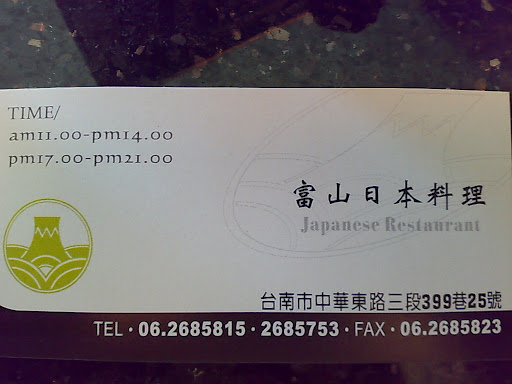 TIME/
am11.00-pm14.00
pm17.00-pm21.00
富山日本料理
Japanese Restaurant
台南市中華東路三段399巷25號
TEL·06.2685815·2685753·FAX·06.2685823